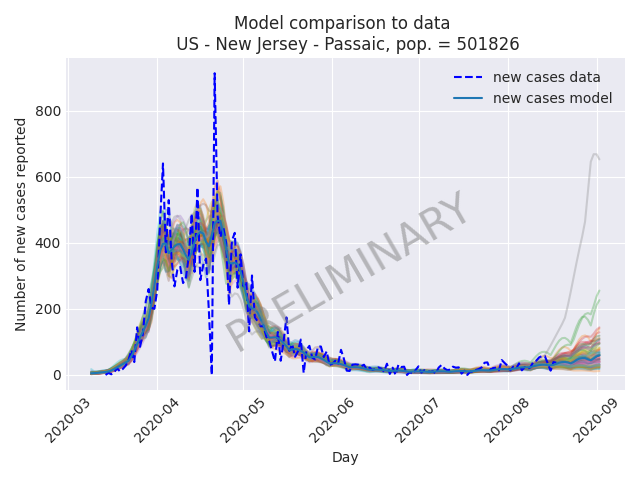 Model comparison to data
US - New Jersey - Passaic, pop. = 501826
new cases data
new cases model
Number of new cases reported
800
600
400
200
0
PRELIMINARY
2020-03
2020-04
2020-05
2020-06
2020-07
2020-08
2020-09
Day